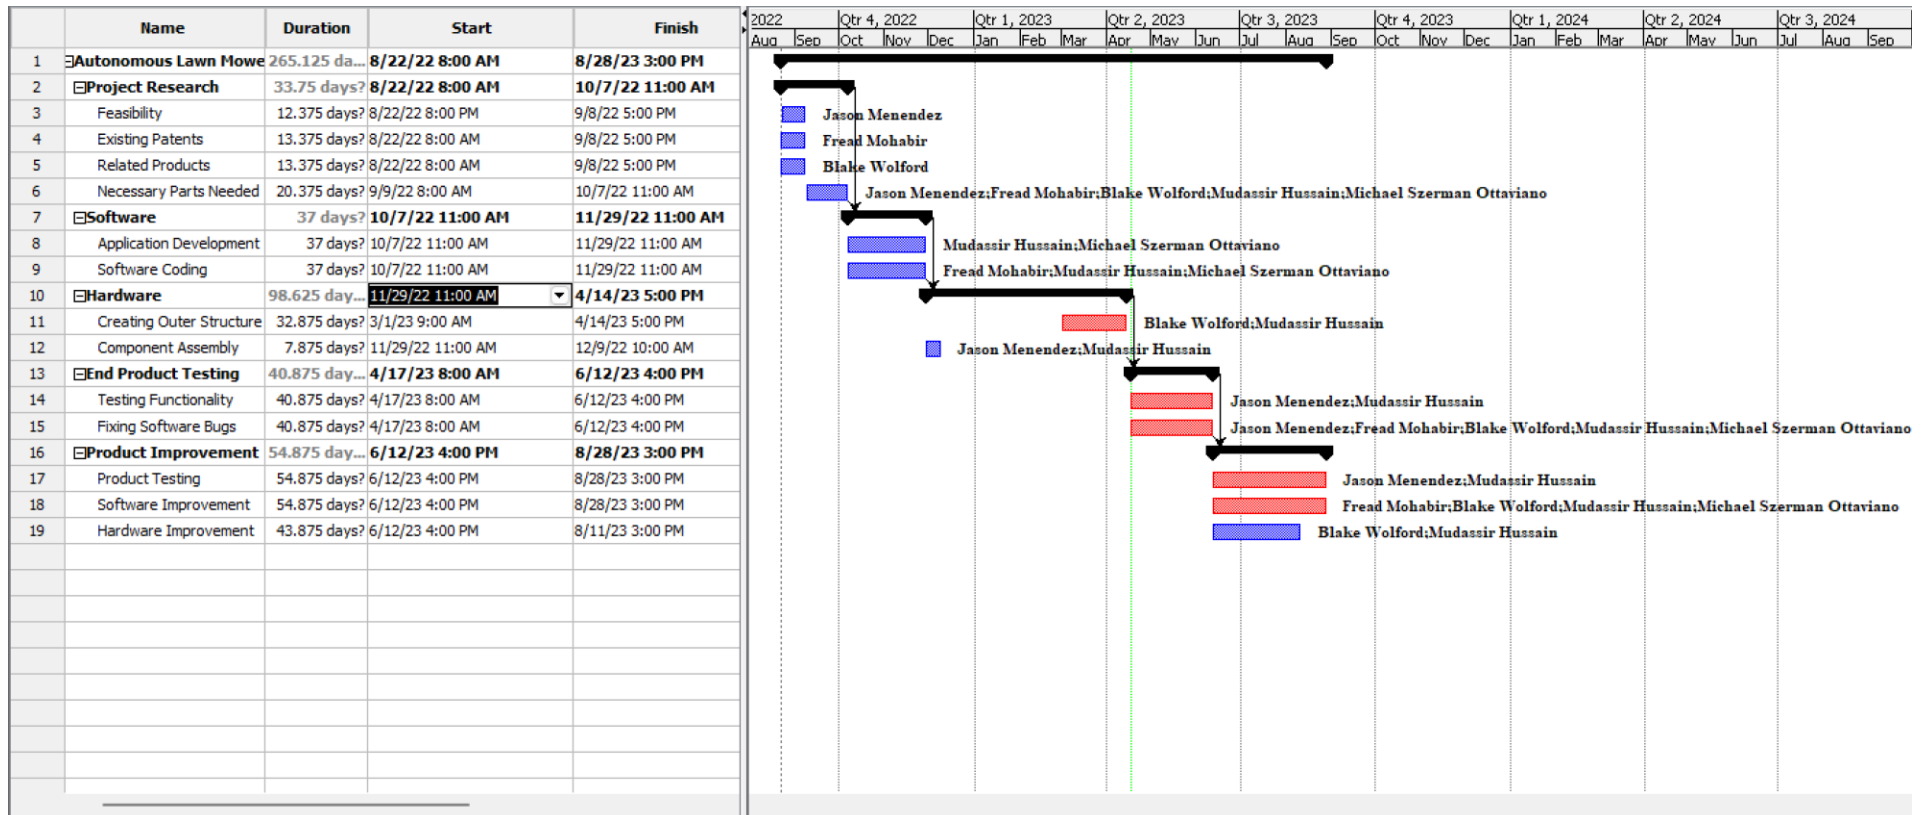 Name Duration Start Finish
2022 Qtr 4, 2022 Qtr 1, 2023 Qtr 2, 2023 Qtr 3, 2023 Qtr 4, 2023 Qtr 1, 2024 Qtr 2, 2024 Qtr 3, 2024
Aug Sep Oct Nov Dec Jan Feb Mar Apr May Jun Jul Aug Sep Oct Nov Dec Jan Feb Mar Apr May Jun Jul Aug Sep
1 Autonomous Lawn Mowe 265.125 da... 8/22/22 8:00 AM 8/28/23 3:00 PM
2 Project Research 33.75 days? 8/22/22 8:00 AM 10/7/22 11:00 AM
3 Feasibility 12.375 days? 8/22/22 8:00 PM 9/8/22 5:00 PM Jason Menendez
4 Existing Patents 13.375 days? 8/22/22 8:00 AM 9/8/22 5:00 PM Fread Mohabir
5 Related Products 13.375 days? 8/22/22 8:00 AM 9/8/22 5:00 PM Blake Wolford
6 Necessary Parts Needed 20.375 days? 9/9/22 8:00 AM 10/7/22 11:00 AM Jason Menendez;Fread Mohabir;Blake Wolford;Mudassir Hussain;Michael Szerman Ottaviano
7 Software 37 days? 10/7/22 11:00 AM 11/29/22 11:00 AM
8 Application Development 37 days? 10/7/22 11:00 AM 11/29/22 11:00 AM Mudassir Hussain;Michael Szerman Ottaviano
9 Software Coding 37 days? 10/7/22 11:00 AM 11/29/22 11:00 AM Fread Mohabir;Mudassir Hussain;Michael Szerman Ottaviano
10 Hardware 98.625 day... 11/29/22 11:00 AM 4/14/23 5:00 PM
11 Creating Outer Structure 32.875 days? 3/1/23 9:00 AM 4/14/23 5:00 PM Blake Wolford;Mudassir Hussain
12 Component Assembly 7.875 days? 11/29/22 11:00 AM 12/9/22 10:00 AM Jason Menendez;Mudassir Hussain
13 End Product Testing 40.875 day... 4/17/23 8:00 AM 6/12/23 4:00 PM
14 Testing Functionality 40.875 days? 4/17/23 8:00 AM 6/12/23 4:00 PM Jason Menendez;Mudassir Hussain
15 Fixing Software Bugs 40.875 days? 4/17/23 8:00 AM 6/12/23 4:00 PM Jason Menendez;Fread Mohabir;Blake Wolford;Mudassir Hussain;Michael Szerman Ottaviano
16 Product Improvement 54.875 day... 6/12/23 4:00 PM 8/28/23 3:00 PM
17 Product Testing 54.875 days? 6/12/23 4:00 PM 8/28/23 3:00 PM Jason Menendez;Mudassir Hussain
18 Software Improvement 54.875 days? 6/12/23 4:00 PM 8/28/23 3:00 PM Fread Mohabir;Blake Wolford;Mudassir Hussain;Michael Szerman Ottaviano
19 Hardware Improvement 43.875 days? 6/12/23 4:00 PM 8/11/23 3:00 PM Blake Wolford;Mudassir Hussain